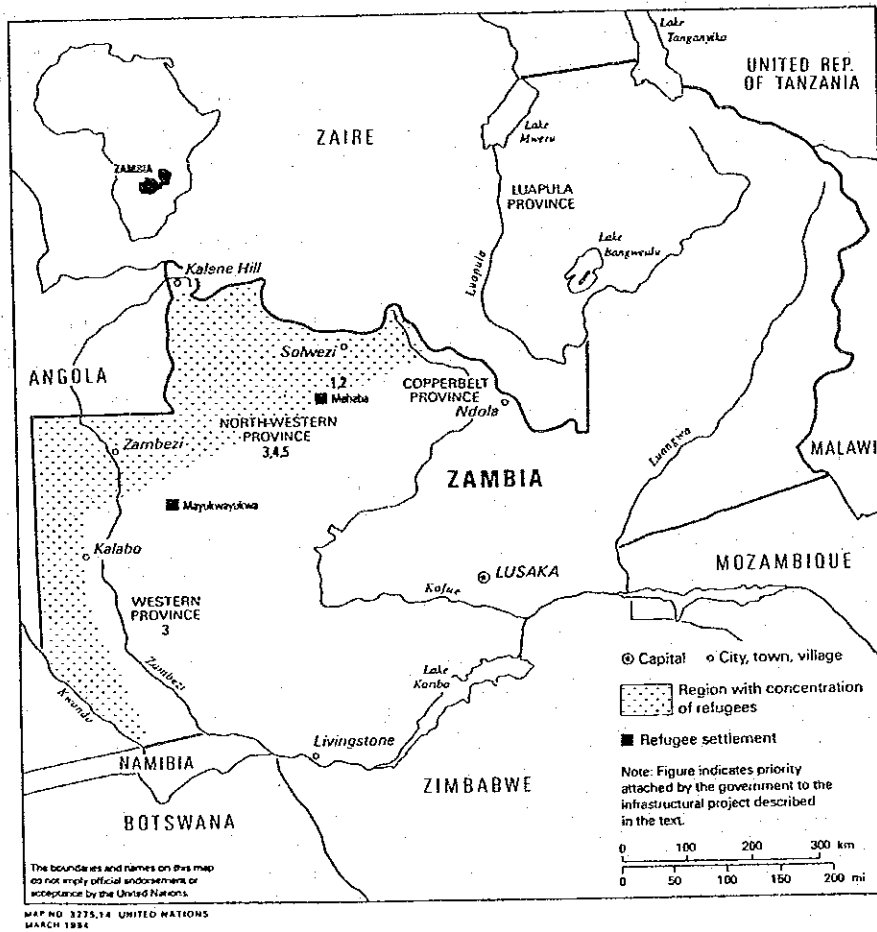 Lake
Tanganyika
UNITED REP.
OF TANZANIA
ZAIRE
Lake
Mweru
ZAMBIA
LUAPULA
PROVINCE
Lake
Bangweulu
Luapula
Kalene Hill
Solwezi
ANGOLA
1,2
Mehaba
COPPERBELT
PROVINCE
Ndola
NORTH-WESTERN
PROVINCE
3,4,5
Zambezi
Luangwa
MALAWI
ZAMBIA
Mayukwayukwa
Kalabo
MOZAMBIQUE
LUSAKA
Kafue
WESTERN
PROVINCE
3
Zambezi
Lake
Kariba
Kwundu
Livingstone
NAMIBIA
ZIMBABWE
BOTSWANA
Capital City, town, village
Region with concentration
of refugees
Refugee settlement
Note: Figure indicates priority
attached by the government to the
infrastructural project described
in the text.
0 100 200 300 km
0 50 100 150 200 mi
The boundaries and names on this map
do not imply official endorsement or
acceptance by the United Nations.
MAP NO. 3275.14 UNITED NATIONS
MARCH 1984